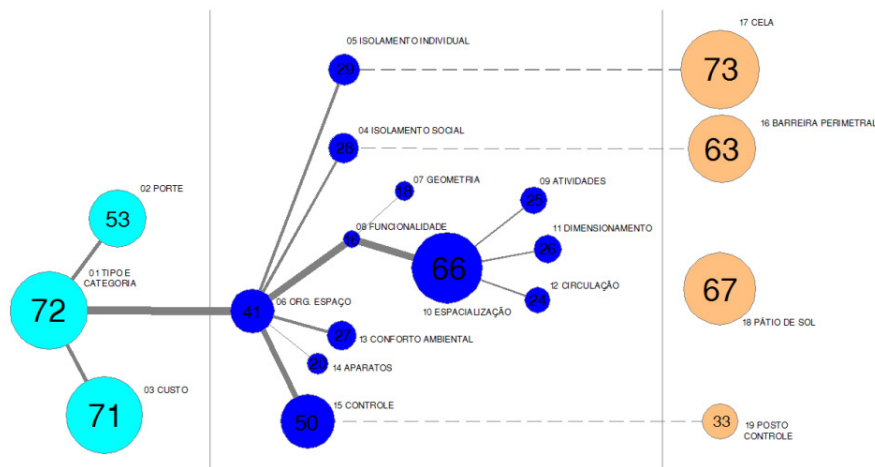 17 CELA
05 ISOLAMENTO INDIVIDUAL
29
73
16 BARREIRA PERIMETRAL
04 ISOLAMENTO SOCIAL
28
63
07 GEOMETRIA
18
09 ATIVIDADES
02 PORTE
25
53
08 FUNCIONALIDADE
11 DIMENSIONAMENTO
26
66
01 TIPO E
CATEGORIA
12 CIRCULAÇÃO
24
67
72
06 ORG. ESPAÇO
41
10 ESPACIALIZAÇÃO
18 PÁTIO DE SOL
27
13 CONFORTO AMBIENTAL
14 APARATOS
03 CUSTO
15 CONTROLE
71
50
33
19 POSTO
CONTROLE